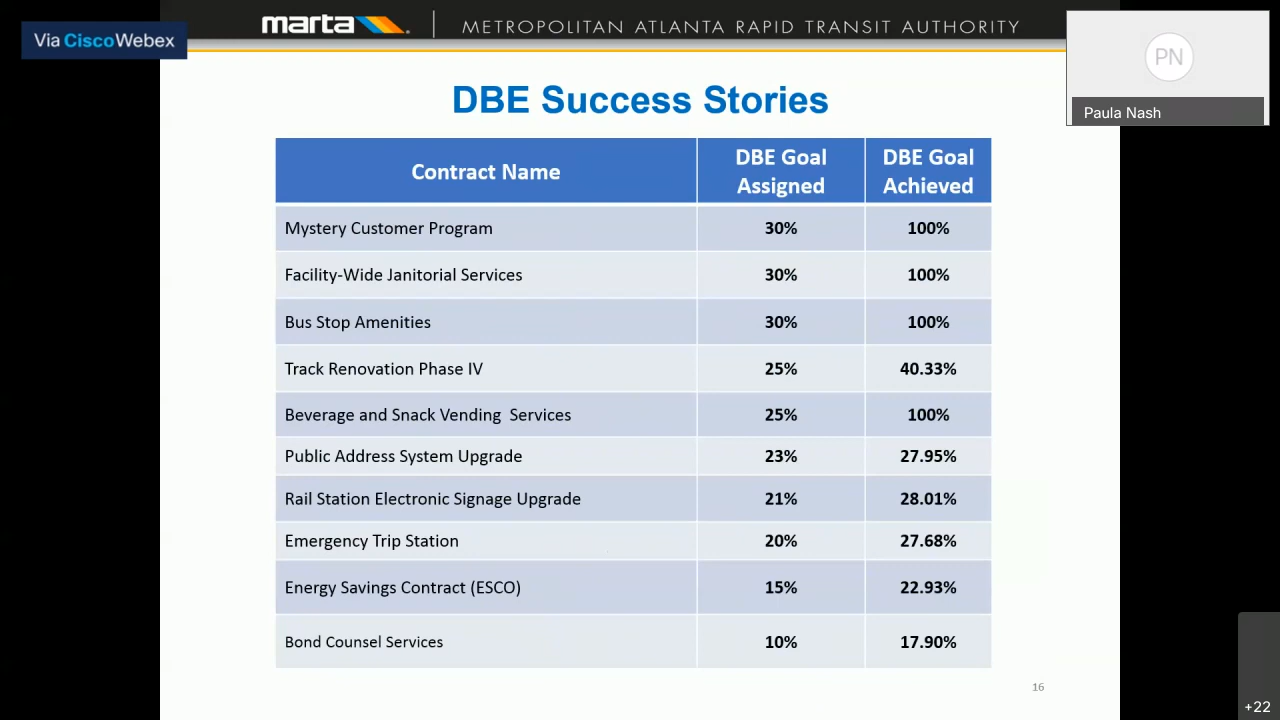 Via CiscoWebex
marta
METROPOLITAN ATLANTA RAPID TRANSIT AUTHORITY
PN
Paula Nash
DBE Success Stories
Contract Name
DBE Goal
Assigned
DBE Goal
Achieved
Mystery Customer Program 30% 100%
Facility-Wide Janitorial Services 30% 100%
Bus Stop Amenities 30% 100%
Track Renovation Phase IV 25% 40.33%
Beverage and Snack Vending Services 25% 100%
Public Address System Upgrade 23% 27.95%
Rail Station Electronic Signage Upgrade 21% 28.01%
Emergency Trip Station 20% 27.68%
Energy Savings Contract (ESCO) 15% 22.93%
Bond Counsel Services 10% 17.90%
16
+22